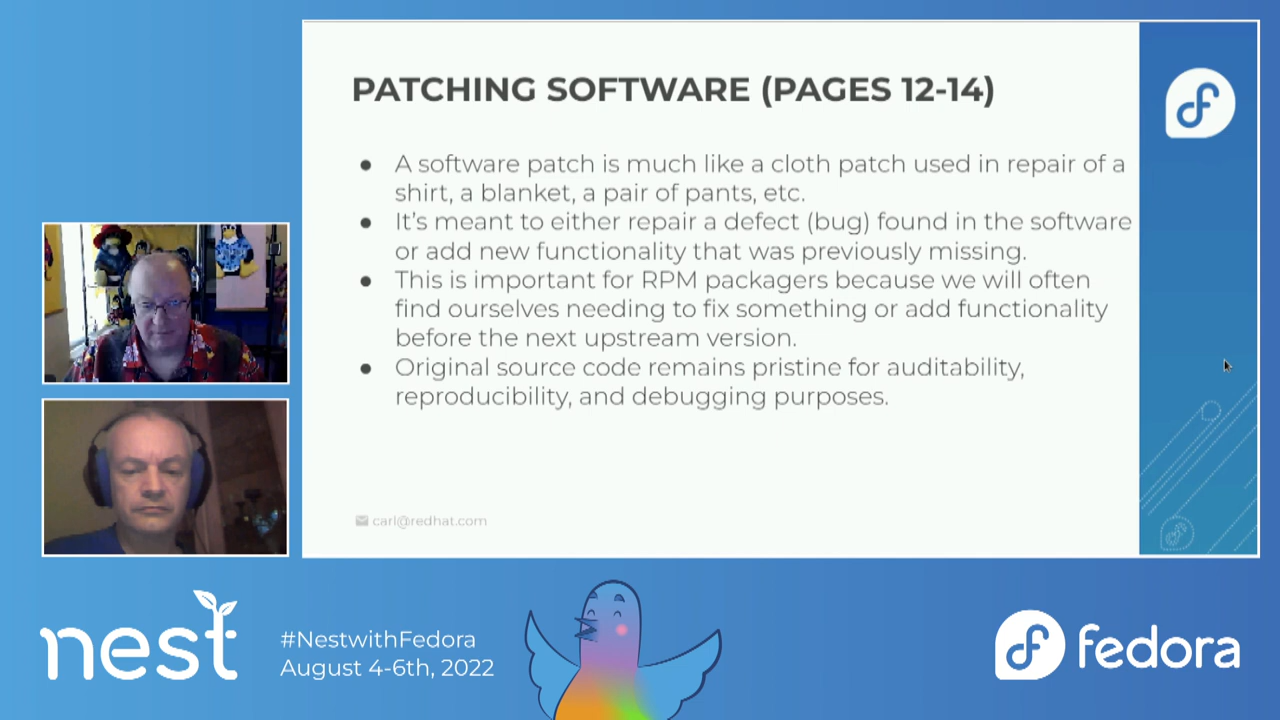 PATCHING SOFTWARE (PAGES 12-14)
● A software patch is much like a cloth patch used in repair of a
shirt, a blanket, a pair of pants, etc.
● It's meant to either repair a defect (bug) found in the software
or add new functionality that was previously missing.
● This is important for RPM packagers because we will often
find ourselves needing to fix something or add functionality
before the next upstream version.
● Original source code remains pristine for auditability,
reproducibility, and debugging purposes.
carl@redhat.com
nest
#NestwithFedora
August 4-6th, 2022
fedora